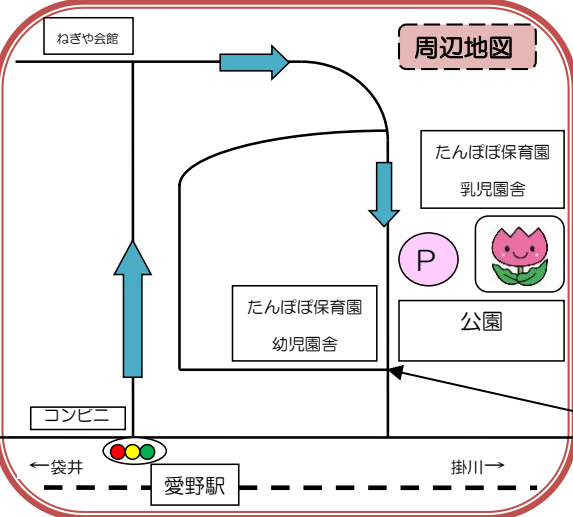 ねぎや会館
周辺地図
たんぽぽ保育園
乳児園舎
P
たんぽぽ保育園
幼児園舎
公園
コンビニ
←袋井
掛川→
愛野駅